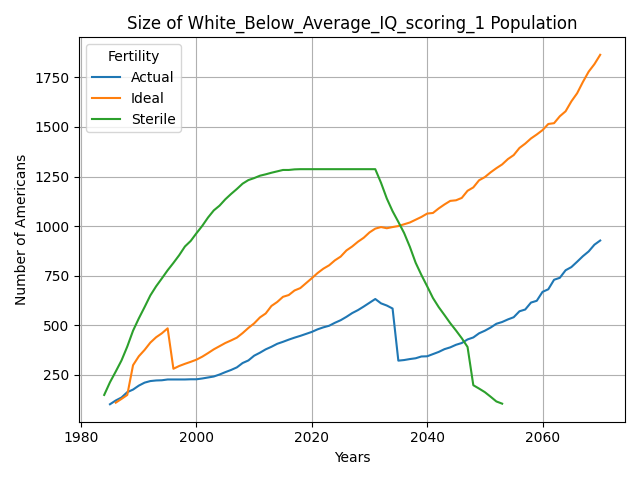 Size of White_Below_Average_IQ_scoring_1 Population
Fertility
Actual
Ideal
Sterile
1750
1500
1250
1000
750
500
250
Number of Americans
1980
2000
2020
2040
2060
Years